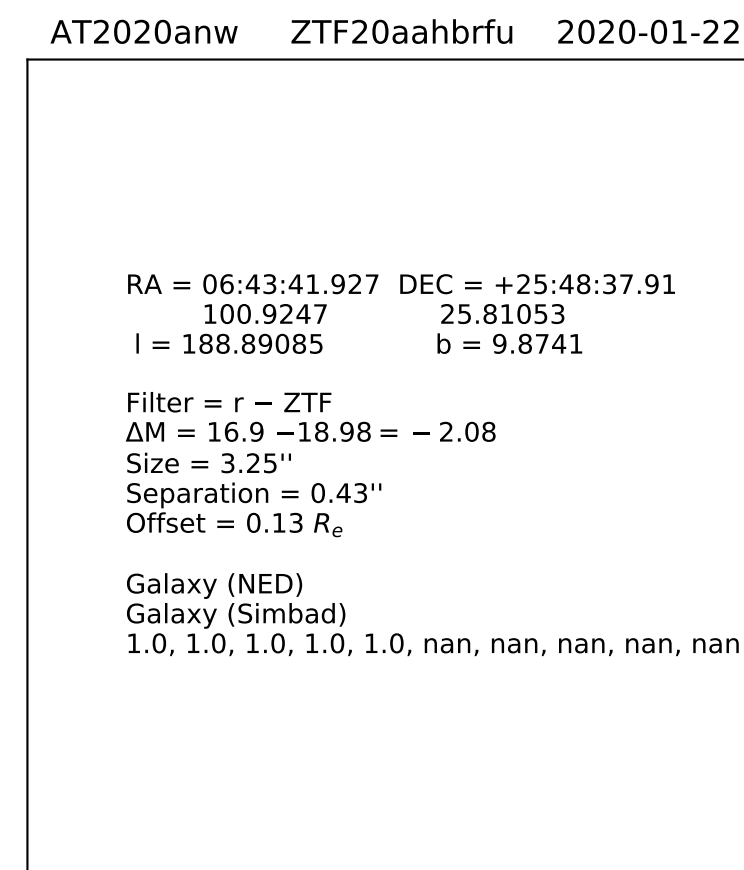 AT2020anw ZTF20aahbrfu 2020-01-22
RA = 06:43:41.927 DEC = +25:48:37.91
100.9247 25.81053
l = 188.89085 b = 9.8741
Filter = r − ZTF
ΔM = 16.9 −18.98 = − 2.08
Size = 3.25''
Separation = 0.43''
Offset = 0.13 Re
Galaxy (NED)
Galaxy (Simbad)
1.0, 1.0, 1.0, 1.0, 1.0, nan, nan, nan, nan, nan